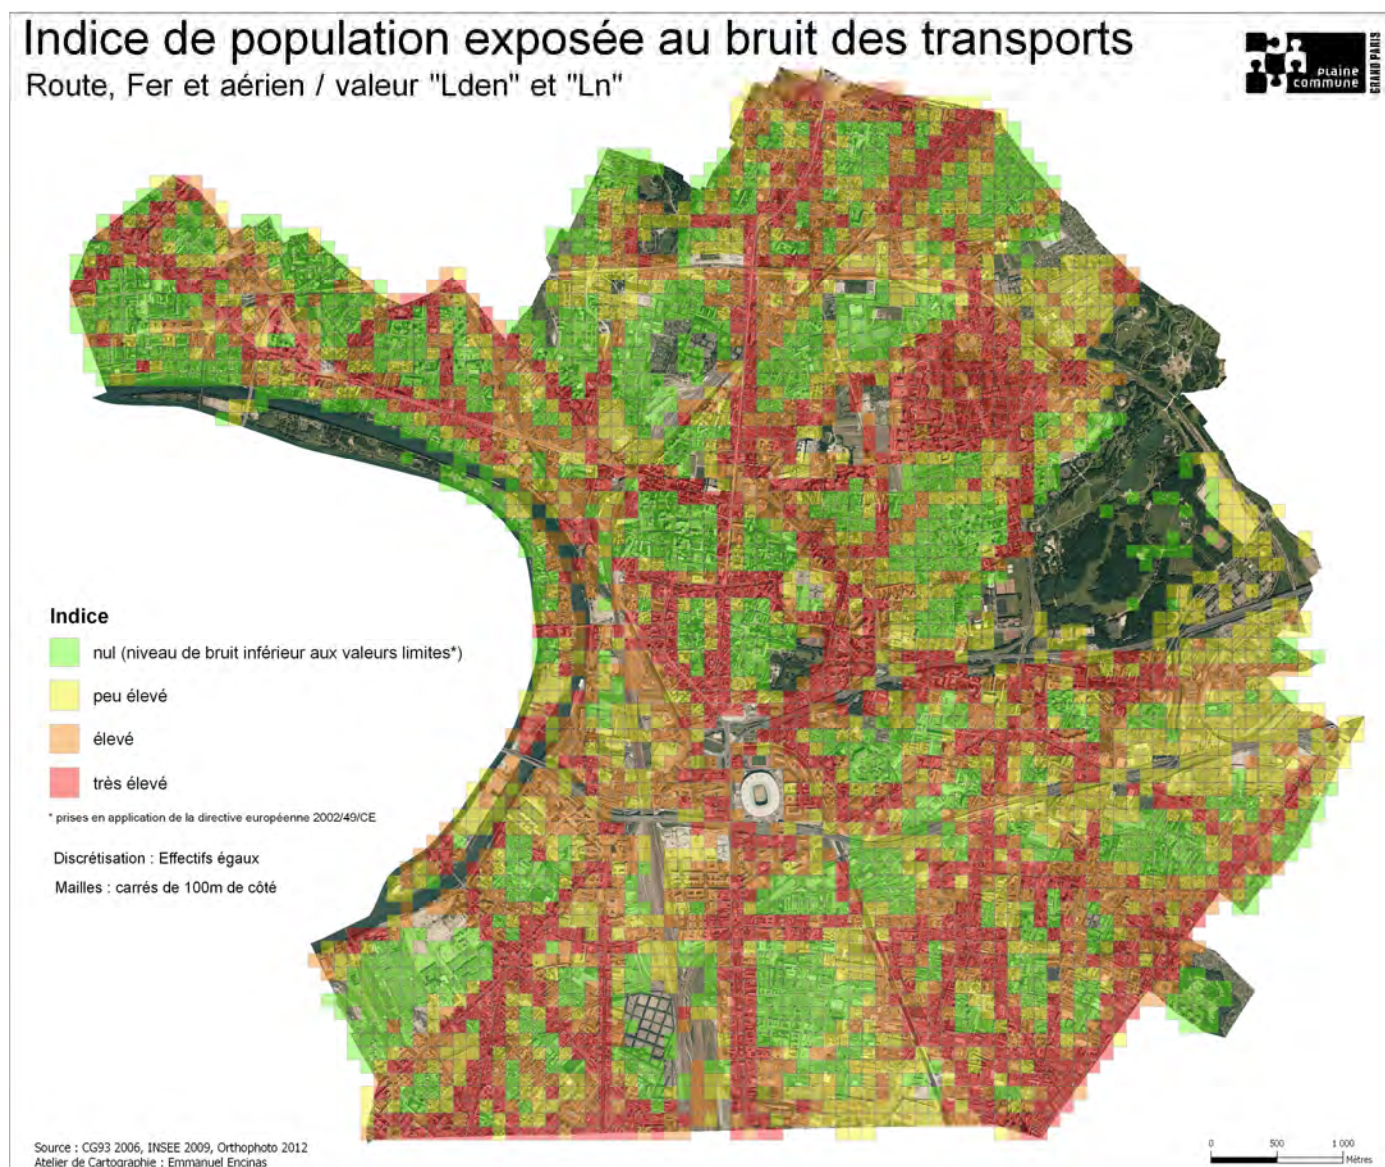 Indice de population exposée au bruit des transports
Route, Fer et aérien / valeur "Lden" et "Ln"
PLAINE
COMMUNE
GRAND PARIS
Indice
nul (niveau de bruit inférieur aux valeurs limites*)
peu élevé
élevé
très élevé
* prises en application de la directive européenne 2002/49/CE
Discrétisation : Effectifs égaux
Mailles : carrés de 100m de côté
Source : CG93 2006, INSEE 2009, Orthophoto 2012
Atelier de Cartographie : Emmanuel Encinas
0 500 1 000
Mètres